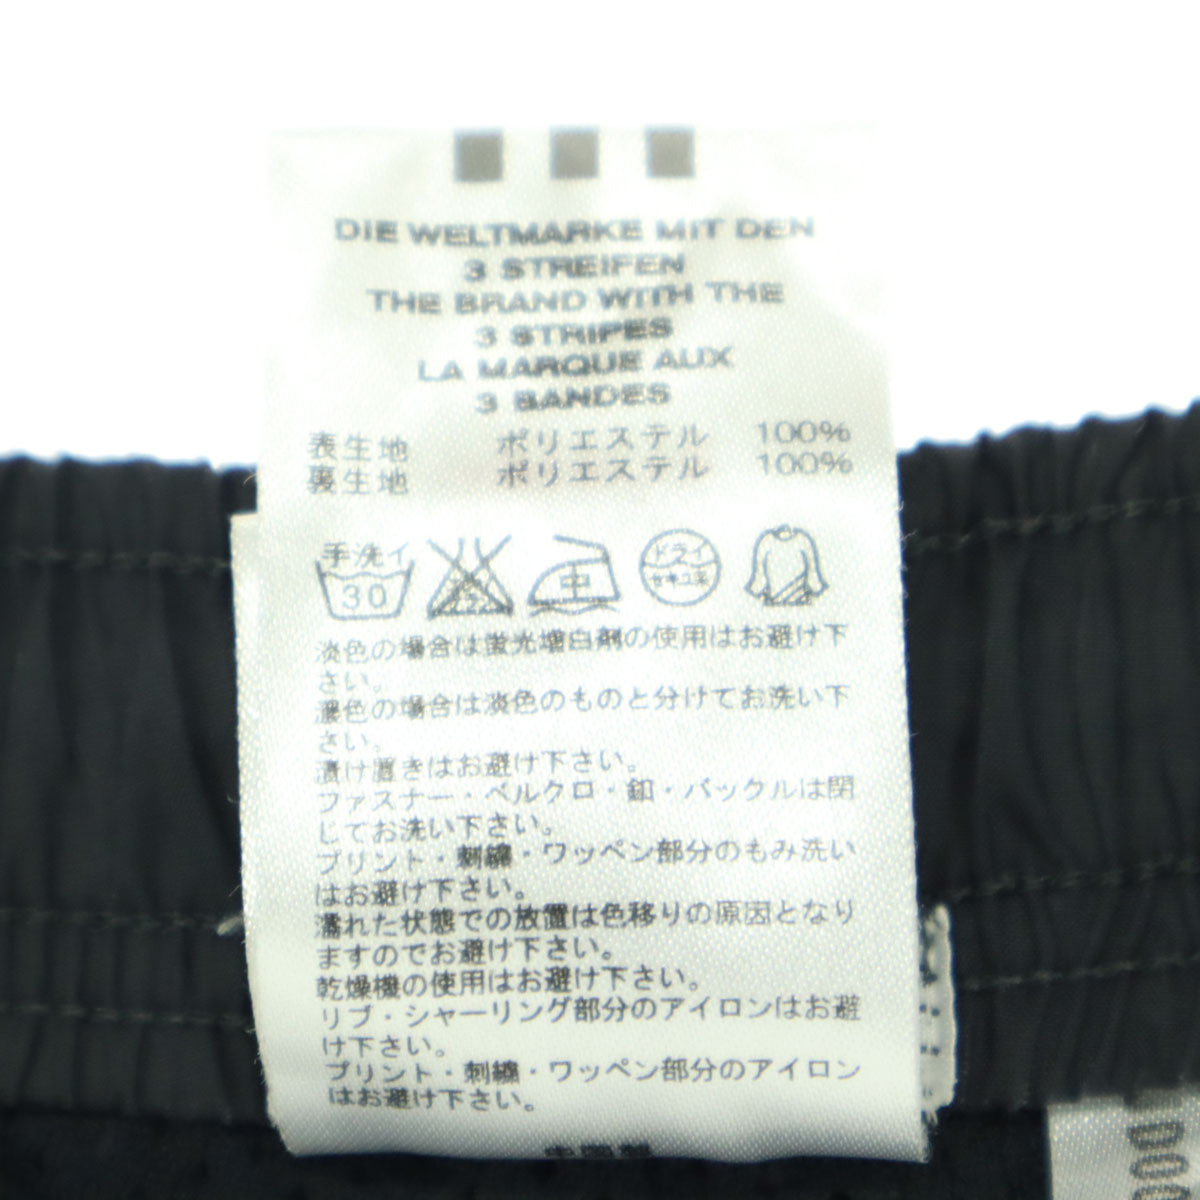 DIE WELTMARKE MIT DEN
3 STREIFEN
THE BRAND WITH THE
3 STRIPES
LA MARQUE AUX
3 BANDES
表生地 ポリエステル 100%
裏生地 ポリエステル 100%
手洗イ
30
中
ドライ
セキユ系
淡色の場合は蛍光増白剤の使用はお避け下
さい。
濃色の場合は淡色のものと分けてお洗い下
さい。
漬け置きはお避け下さい。
ファスナー・ベルクロ・釦・バックルは閉
じてお洗い下さい。
プリント・刺繍・ワッペン部分のもみ洗い
はお避け下さい。
濡れた状態での放置は色移りの原因となり
ますのでお避け下さい。
乾燥機の使用はお避け下さい。
リブ・シャーリング部分のアイロンはお避
け下さい。
プリント・刺繍・ワッペン部分のアイロン
はお避け下さい。